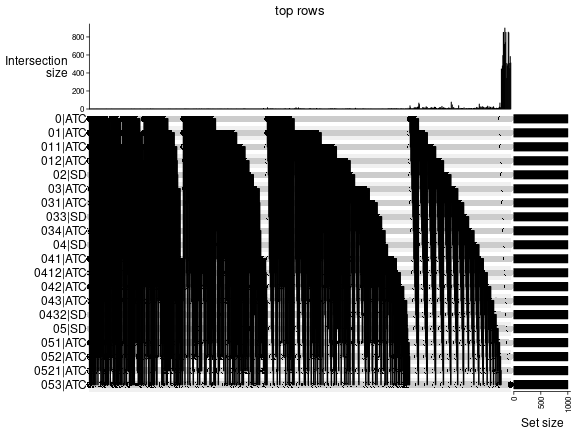 top rows
800
600
400
200
0
Intersection
size
0|ATC
01|ATC
011|ATC
012|ATC
02|SD
03|ATC
031|ATC
033|SD
034|ATC
04|SD
041|ATC
0412|ATC
042|ATC
043|ATC
0432|SD
05|SD
051|ATC
052|ATC
0521|ATC
053|ATC
0
500
1000
Set size